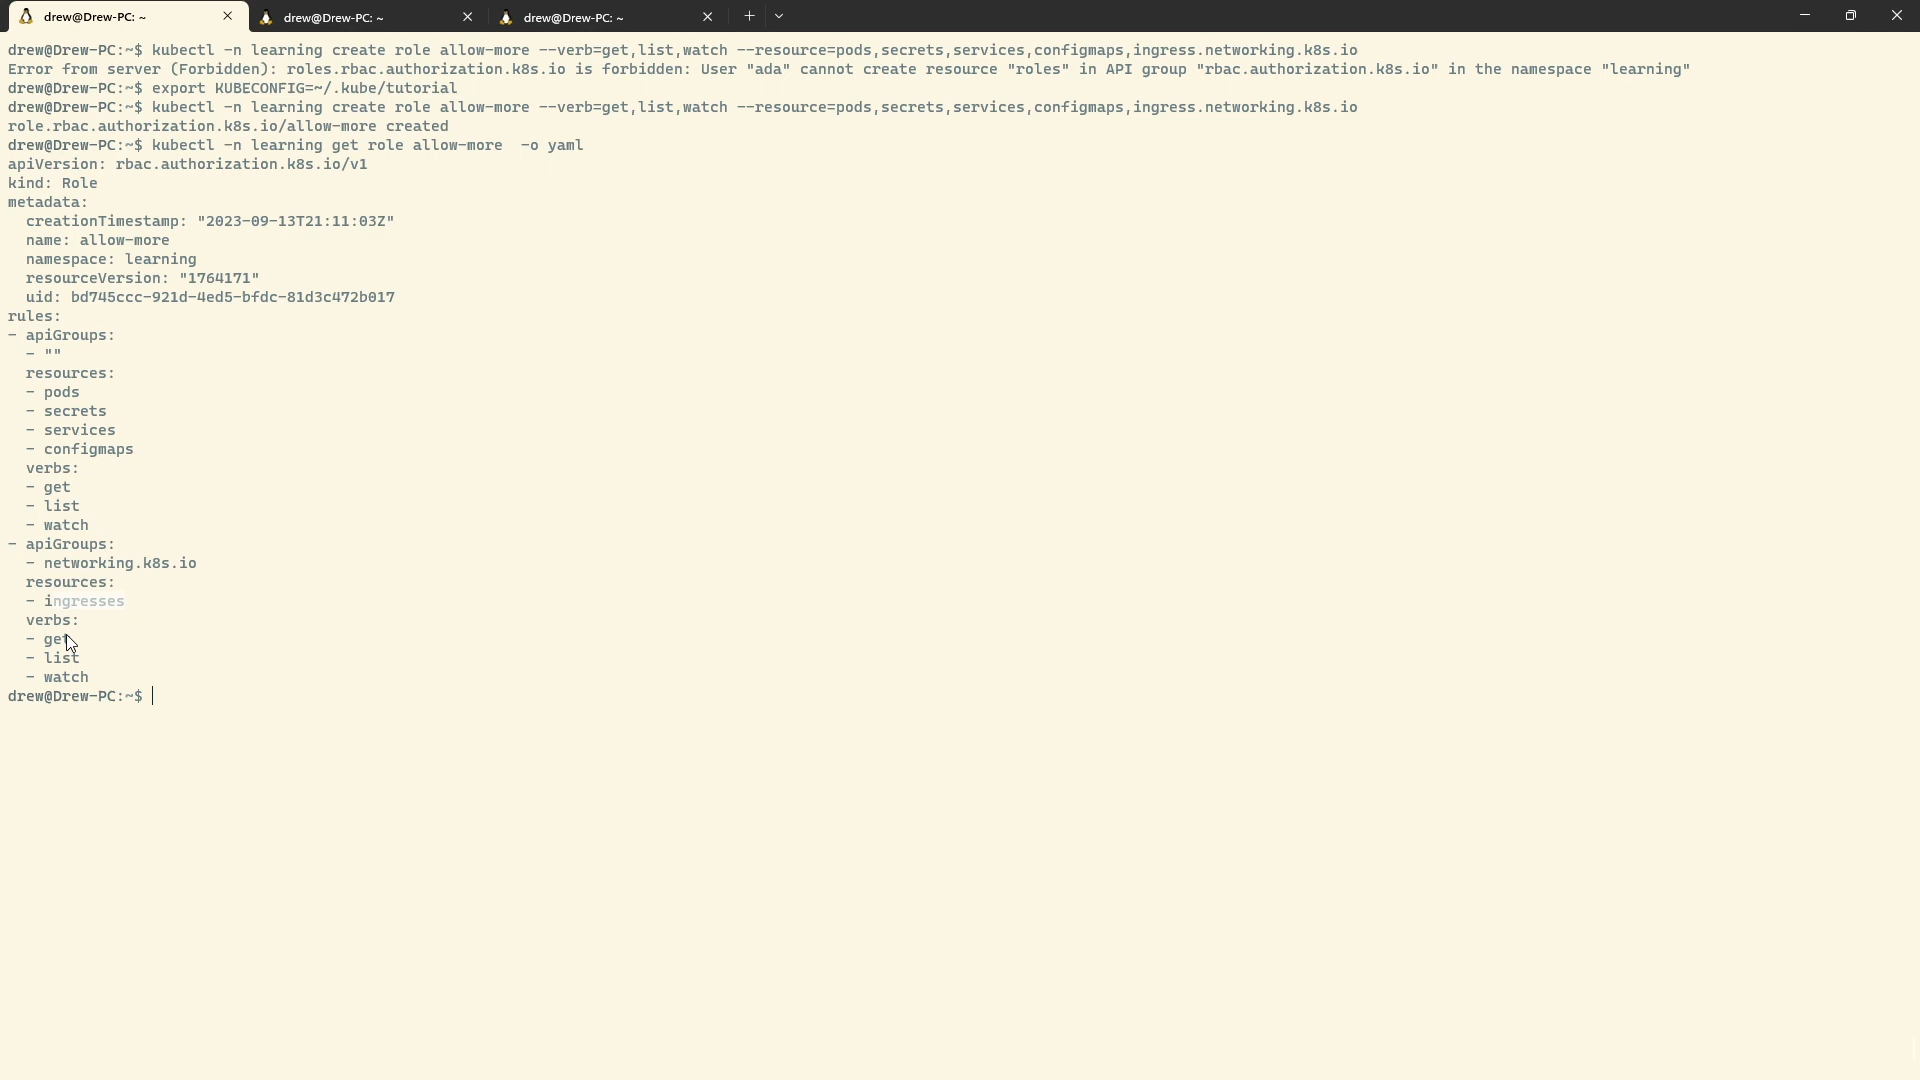 drew@Drew-PC: ~
drew@Drew-PC: ~
drew@Drew-PC: ~
drew@Drew-PC:~$ kubectl -n learning create role allow-more --verb=get,list,watch --resource=pods,secrets,services,configmaps,ingress.networking.k8s.io
Error from server (Forbidden): roles.rbac.authorization.k8s.io is forbidden: User "ada" cannot create resource "roles" in API group "rbac.authorization.k8s.io" in the namespace "learning"
drew@Drew-PC:~$ export KUBECONFIG=~/.kube/tutorial
drew@Drew-PC:~$ kubectl -n learning create role allow-more --verb=get,list,watch --resource=pods,secrets,services,configmaps,ingress.networking.k8s.io
role.rbac.authorization.k8s.io/allow-more created
drew@Drew-PC:~$ kubectl -n learning get role allow-more  -o yaml
apiVersion: rbac.authorization.k8s.io/v1
kind: Role
metadata:
  creationTimestamp: "2023-09-13T21:11:03Z"
  name: allow-more
  namespace: learning
  resourceVersion: "1764171"
  uid: bd745ccc-921d-4ed5-bfdc-81d3c472b017
rules:
- apiGroups:
  - ""
  resources:
  - pods
  - secrets
  - services
  - configmaps
  verbs:
  - get
  - list
  - watch
- apiGroups:
  - networking.k8s.io
  resources:
  - ingresses
  verbs:
  - get
  - list
  - watch
drew@Drew-PC:~$